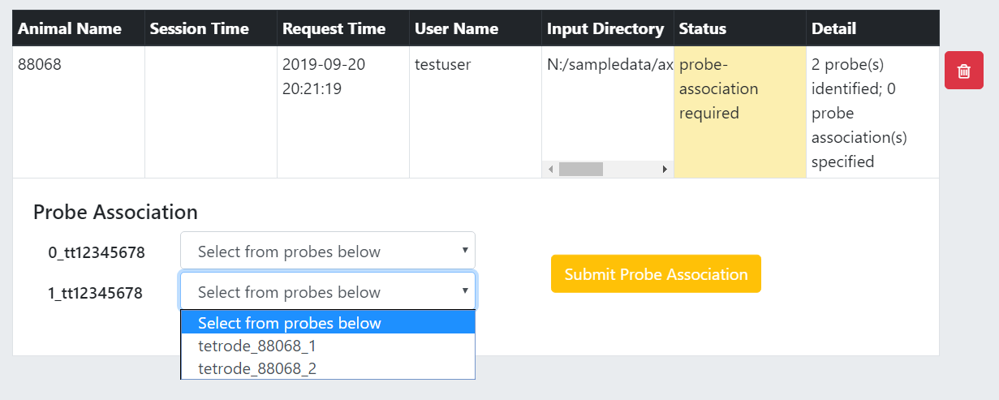 Animal Name Session Time Request Time User Name Input Directory Status Detail
88068 2019-09-20 testuser N:/sampledata/ax probe- 2 probe(s)
20:21:19 association identified; 0
required probe
association(s)
specified
Probe Association
0_tt12345678 Select from probes below
1_tt12345678 Select from probes below
Submit Probe Association
Select from probes below
tetrode_88068_1
tetrode_88068_2